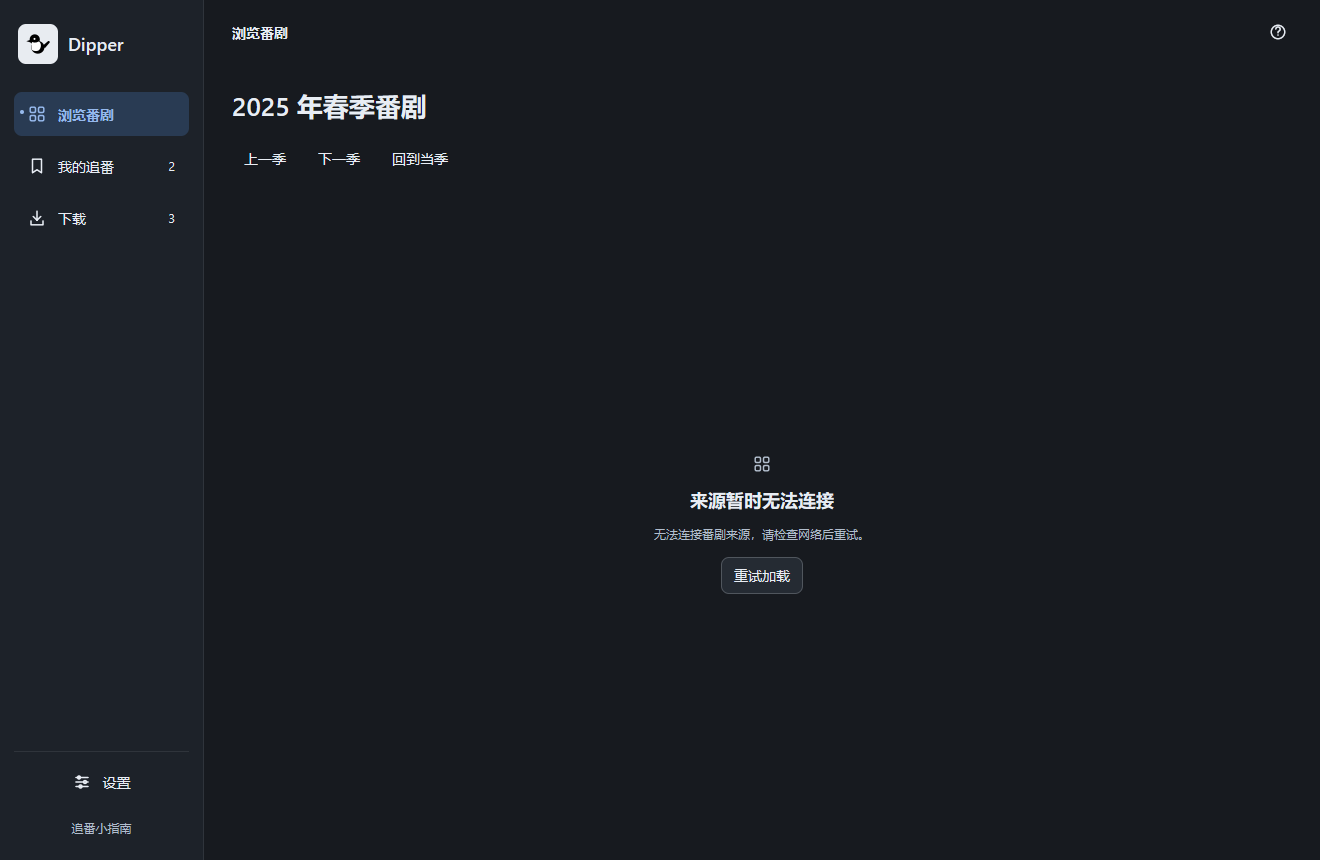 Dipper
浏览番剧
我的追番 2
下载 3
设置
追番小指南
浏览番剧
2025 年春季番剧
上一季 下一季 回到当季
来源暂时无法连接
无法连接番剧来源，请检查网络后重试。
重试加载